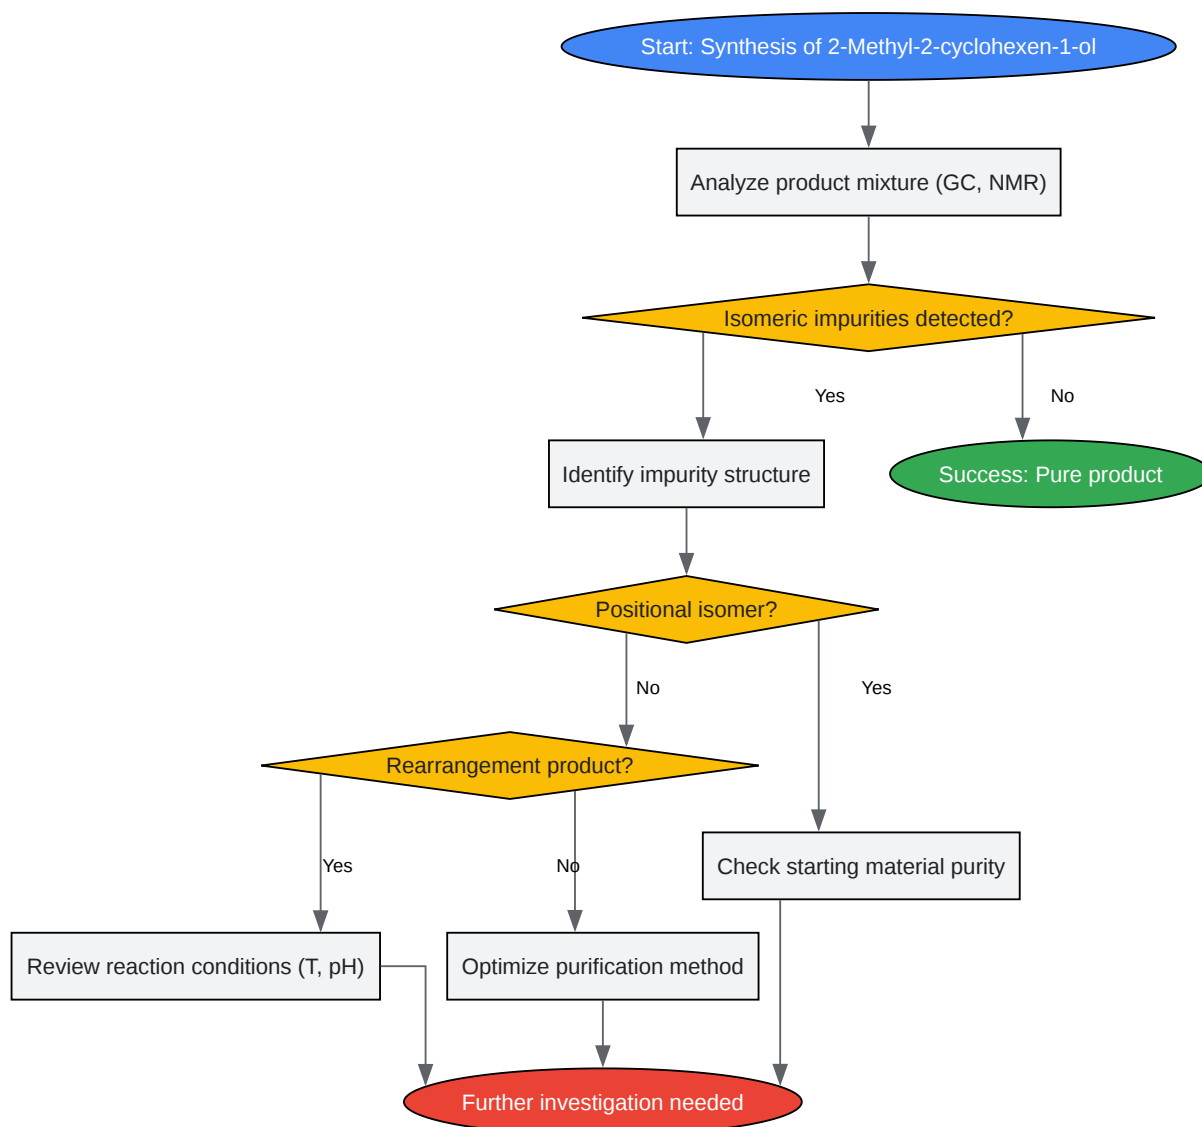 Start: Synthesis of 2-Methyl-2-cyclohexen-1-ol
Analyze product mixture (GC, NMR)
Isomeric impurities detected?
Yes
No
Identify impurity structure
Success: Pure product
Positional isomer?
No
Yes
Rearrangement product?
Yes
No
Check starting material purity
Review reaction conditions (T, pH)
Optimize purification method
Further investigation needed